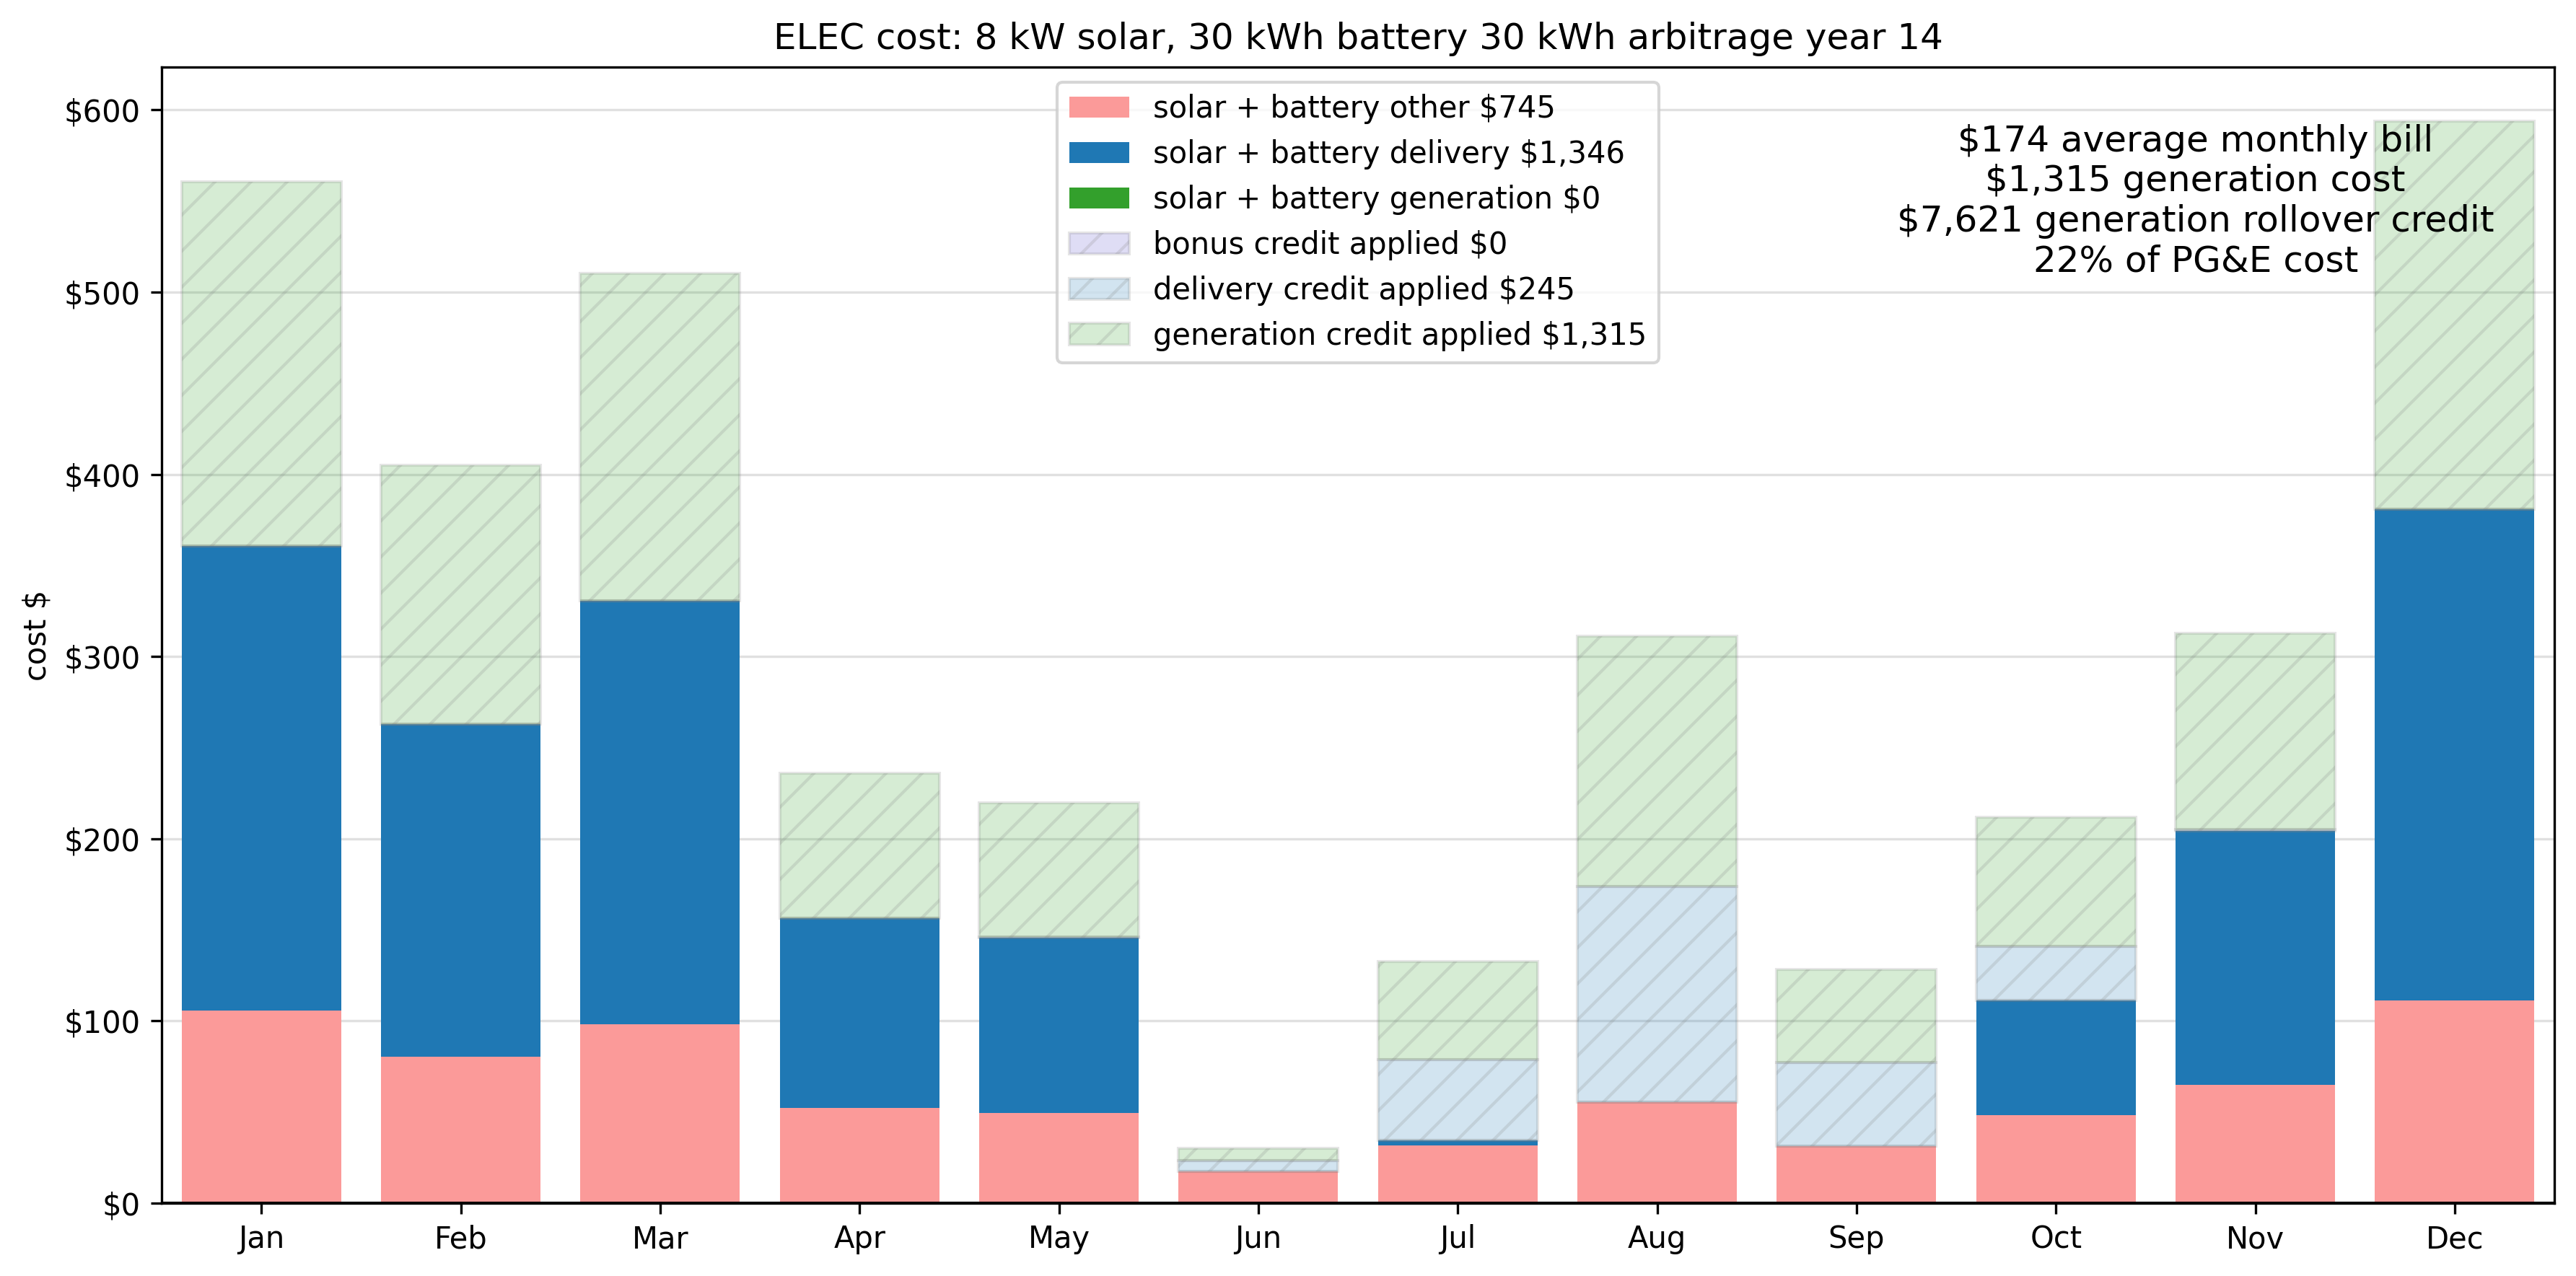 ELEC cost: 8 kW solar, 30 kWh battery 30 kWh arbitrage year 14
solar + battery other $745
solar + battery delivery $1,346
solar + battery generation $0
bonus credit applied $0
delivery credit applied $245
generation credit applied $1,315
$174 average monthly bill
$1,315 generation cost
$7,621 generation rollover credit
22% of PG&E cost
cost $
$600
$500
$400
$300
$200
$100
$0
Jan Feb Mar Apr May Jun Jul Aug Sep Oct Nov Dec